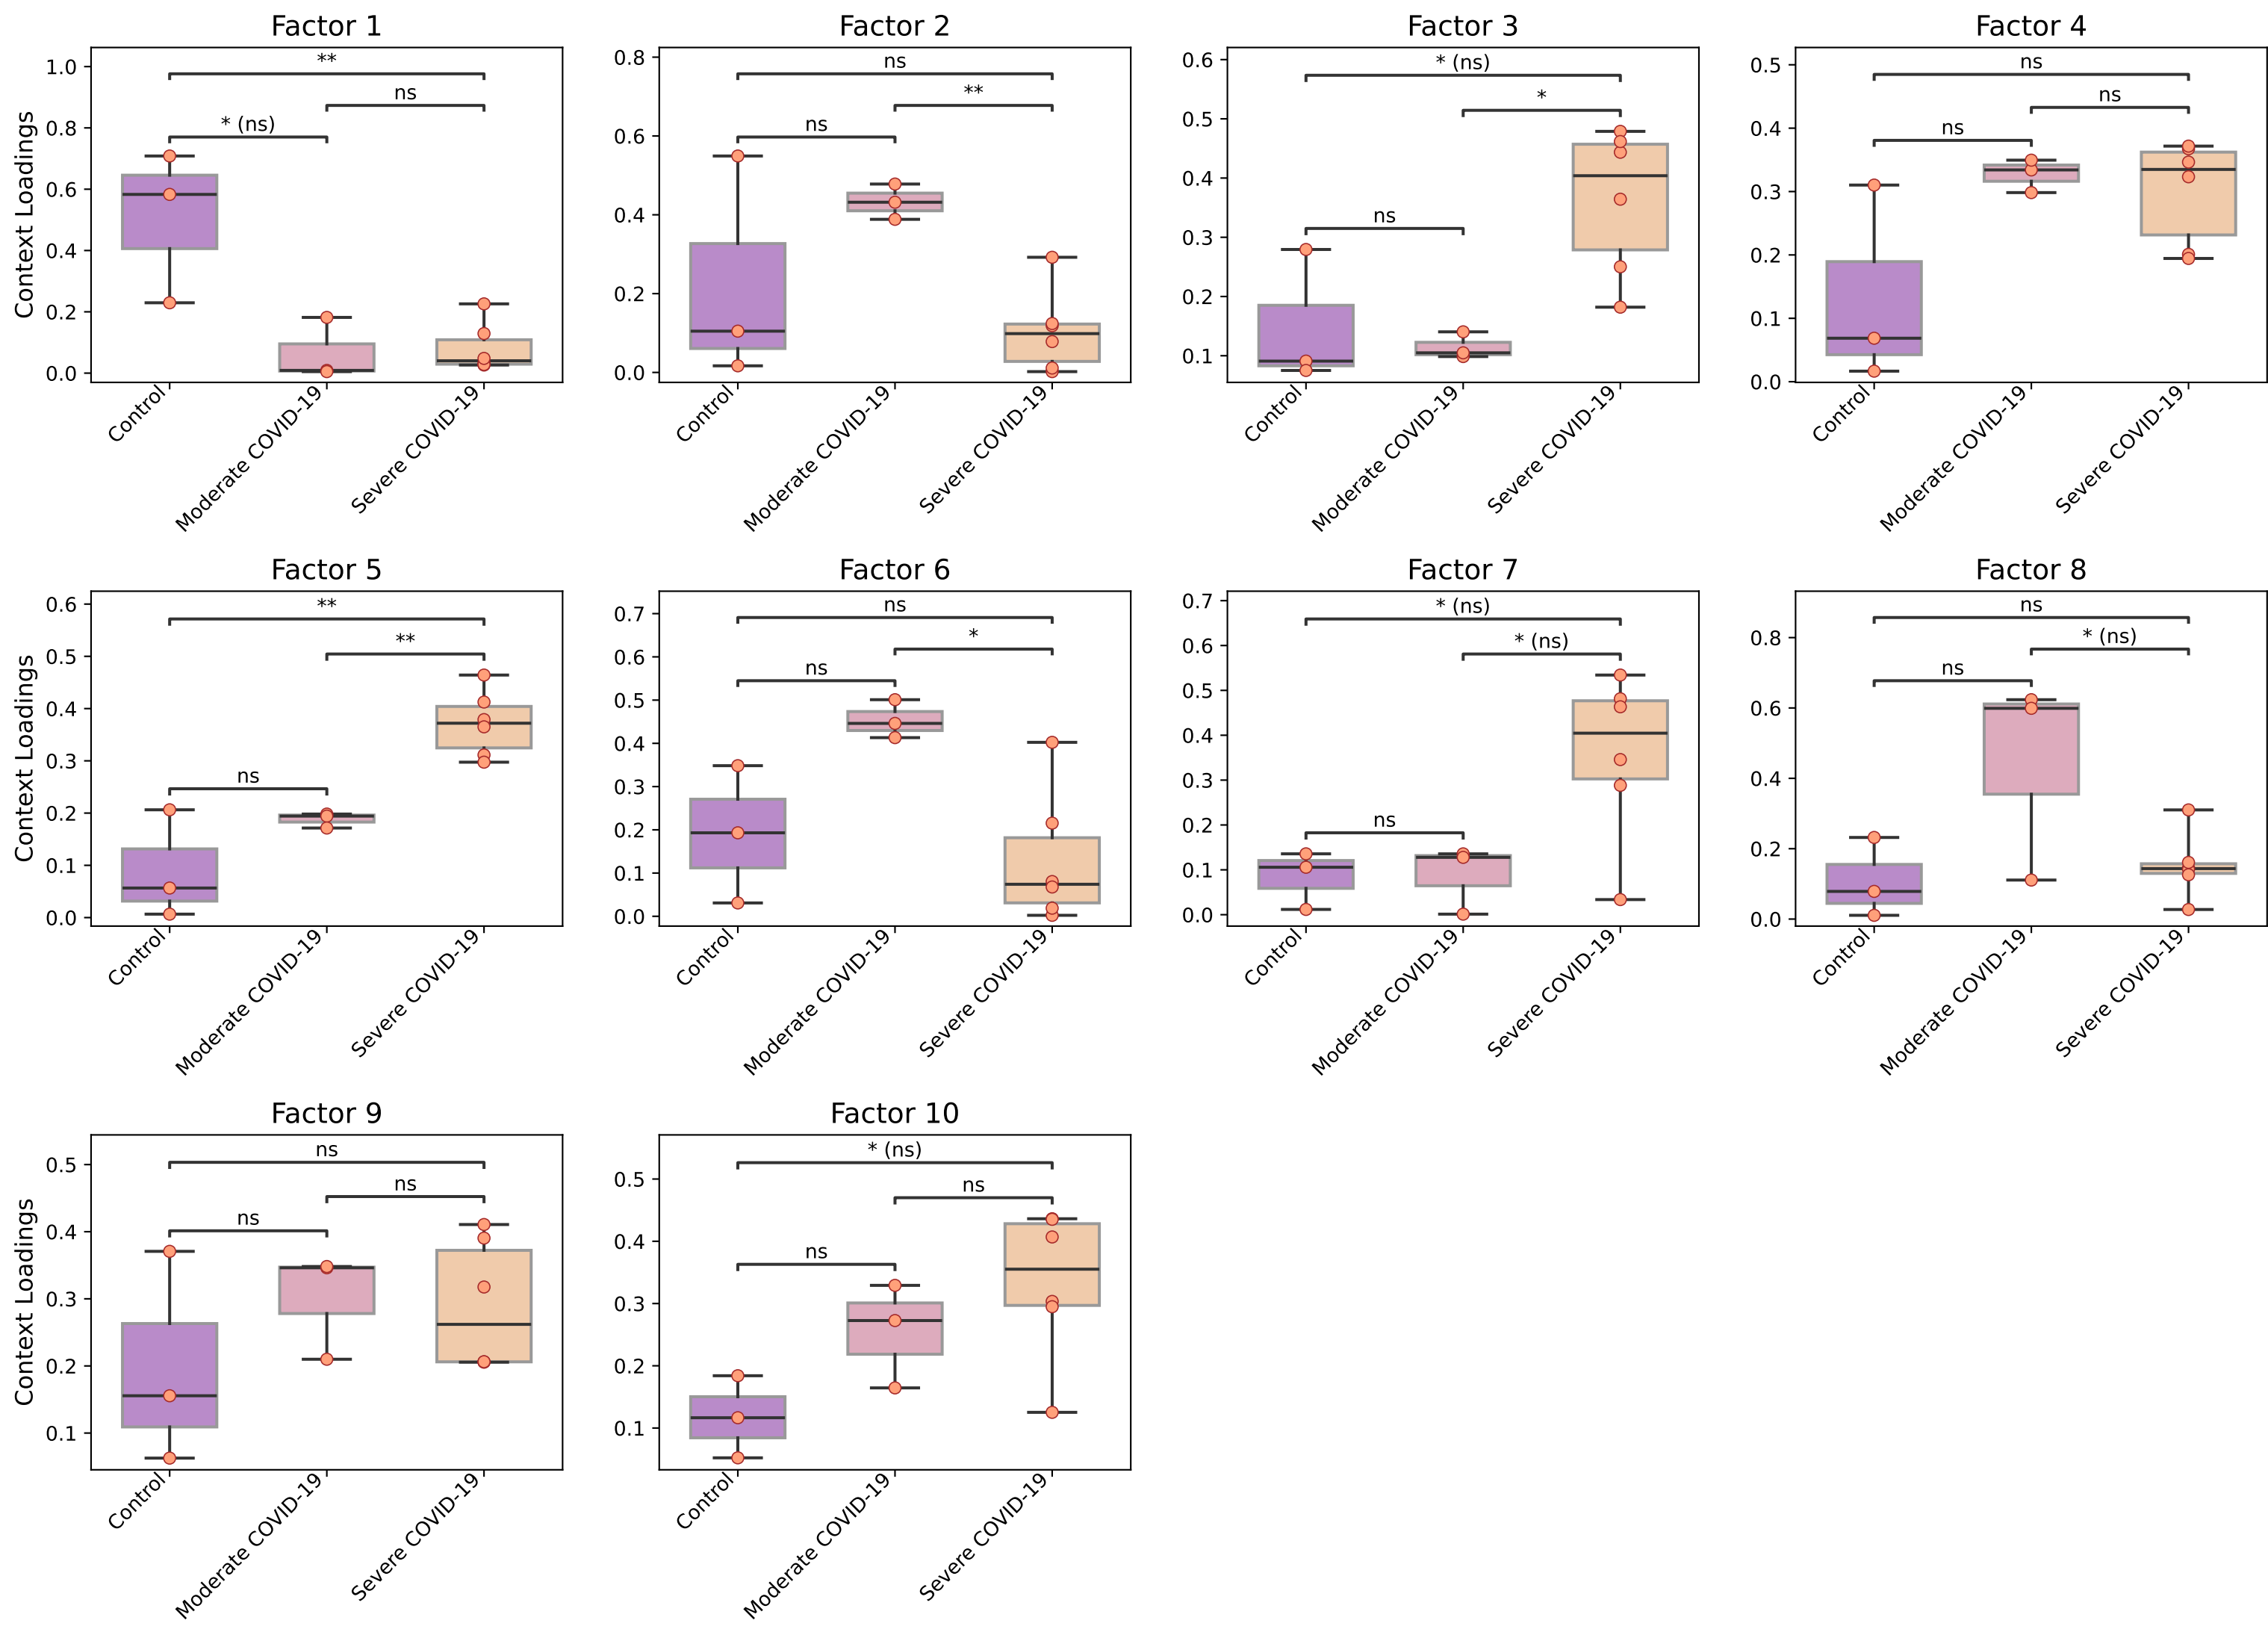 Factor 1
Factor 2
Factor 3
Factor 4
Context Loadings
1.0
0.8
0.6
0.4
0.2
0.0
**
ns
* (ns)
Control
Moderate COVID-19
Severe COVID-19
0.8
0.6
0.4
0.2
0.0
ns
**
ns
Control
Moderate COVID-19
Severe COVID-19
0.6
0.5
0.4
0.3
0.2
0.1
* (ns)
*
ns
Control
Moderate COVID-19
Severe COVID-19
0.5
0.4
0.3
0.2
0.1
0.0
ns
ns
ns
Control
Moderate COVID-19
Severe COVID-19
Factor 5
Factor 6
Factor 7
Factor 8
Context Loadings
0.6
0.5
0.4
0.3
0.2
0.1
0.0
**
**
ns
Control
Moderate COVID-19
Severe COVID-19
0.7
0.6
0.5
0.4
0.3
0.2
0.1
0.0
ns
*
ns
Control
Moderate COVID-19
Severe COVID-19
0.7
0.6
0.5
0.4
0.3
0.2
0.1
0.0
* (ns)
* (ns)
ns
Control
Moderate COVID-19
Severe COVID-19
0.8
0.6
0.4
0.2
0.0
ns
* (ns)
ns
Control
Moderate COVID-19
Severe COVID-19
Factor 9
Factor 10
Context Loadings
0.5
0.4
0.3
0.2
0.1
ns
ns
ns
Control
Moderate COVID-19
Severe COVID-19
0.5
0.4
0.3
0.2
0.1
* (ns)
ns
ns
Control
Moderate COVID-19
Severe COVID-19